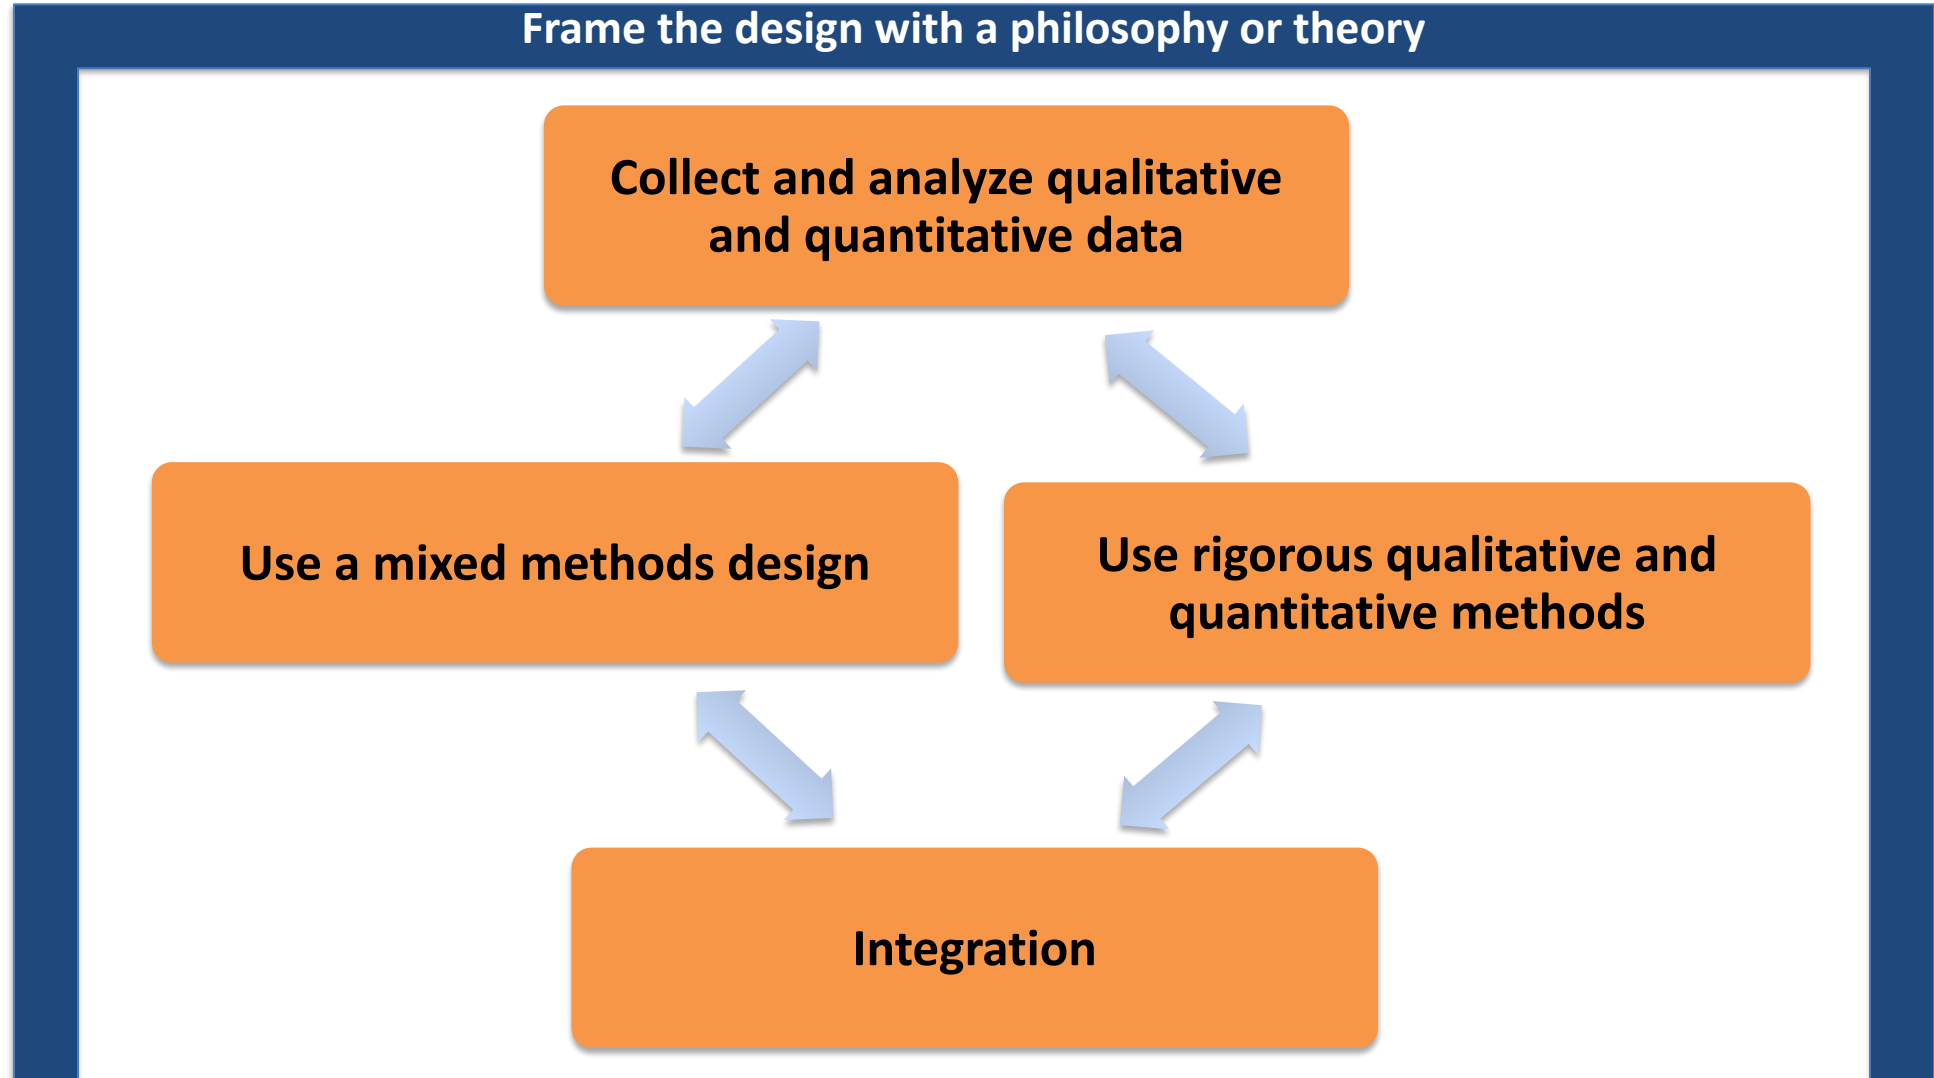 Frame the design with a philosophy or theory
Collect and analyze qualitative
and quantitative data
Use a mixed methods design
Use rigorous qualitative and
quantitative methods
Integration